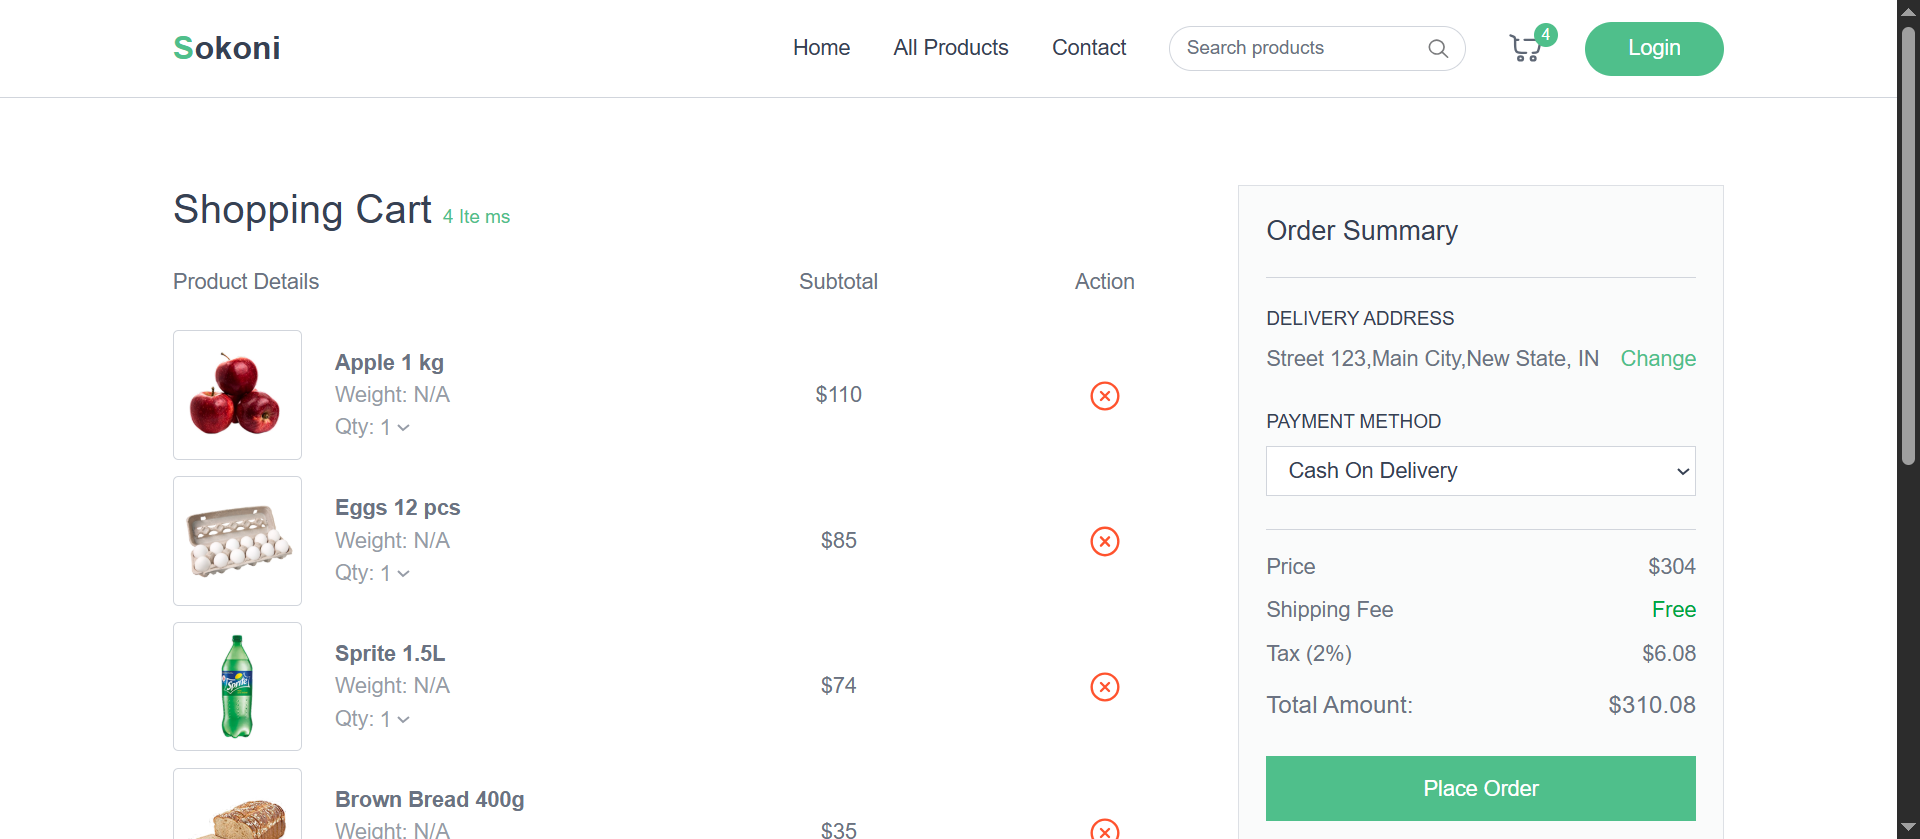 Sokoni
Home
All Products
Contact
Search products
4
Login
Shopping Cart 4 Ite ms
Product Details
Subtotal
Action
Apple 1 kg
Weight: N/A
Qty: 1
$110
Eggs 12 pcs
Weight: N/A
Qty: 1
$85
Sprite
Sprite 1.5L
Weight: N/A
Qty: 1
$74
Brown Bread 400g
Weight: N/A
$35
Order Summary
DELIVERY ADDRESS
Street 123,Main City,New State, IN Change
PAYMENT METHOD
Cash On Delivery
Price $304
Shipping Fee Free
Tax (2%) $6.08
Total Amount: $310.08
Place Order